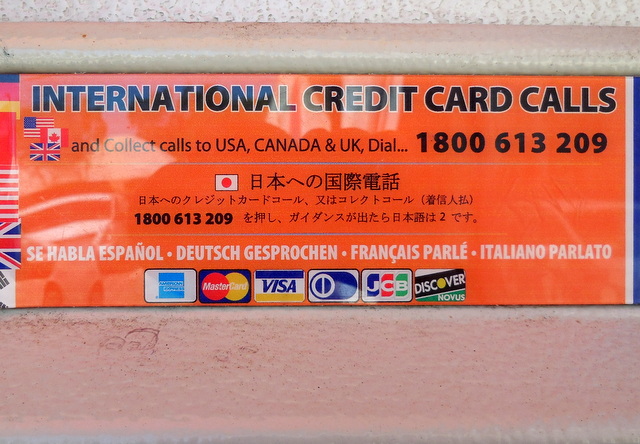 INTERNATIONAL CREDIT CARD CALLS
and Collect calls to USA, CANADA & UK, Dial... 1800 613 209
日本への国際電話
日本へのクレジットカードコール、又はコレクトコール（着信人払）
1800 613 209 を押し、ガイダンスが出たら日本語は2 です。
SE HABLA ESPAÑOL • DEUTSCH GESPROCHEN • FRANÇAIS PARLÉ • ITALIANO PARLATO
AMERICAN EXPRESS MasterCard VISA JCB DISCOVER
NOVUS